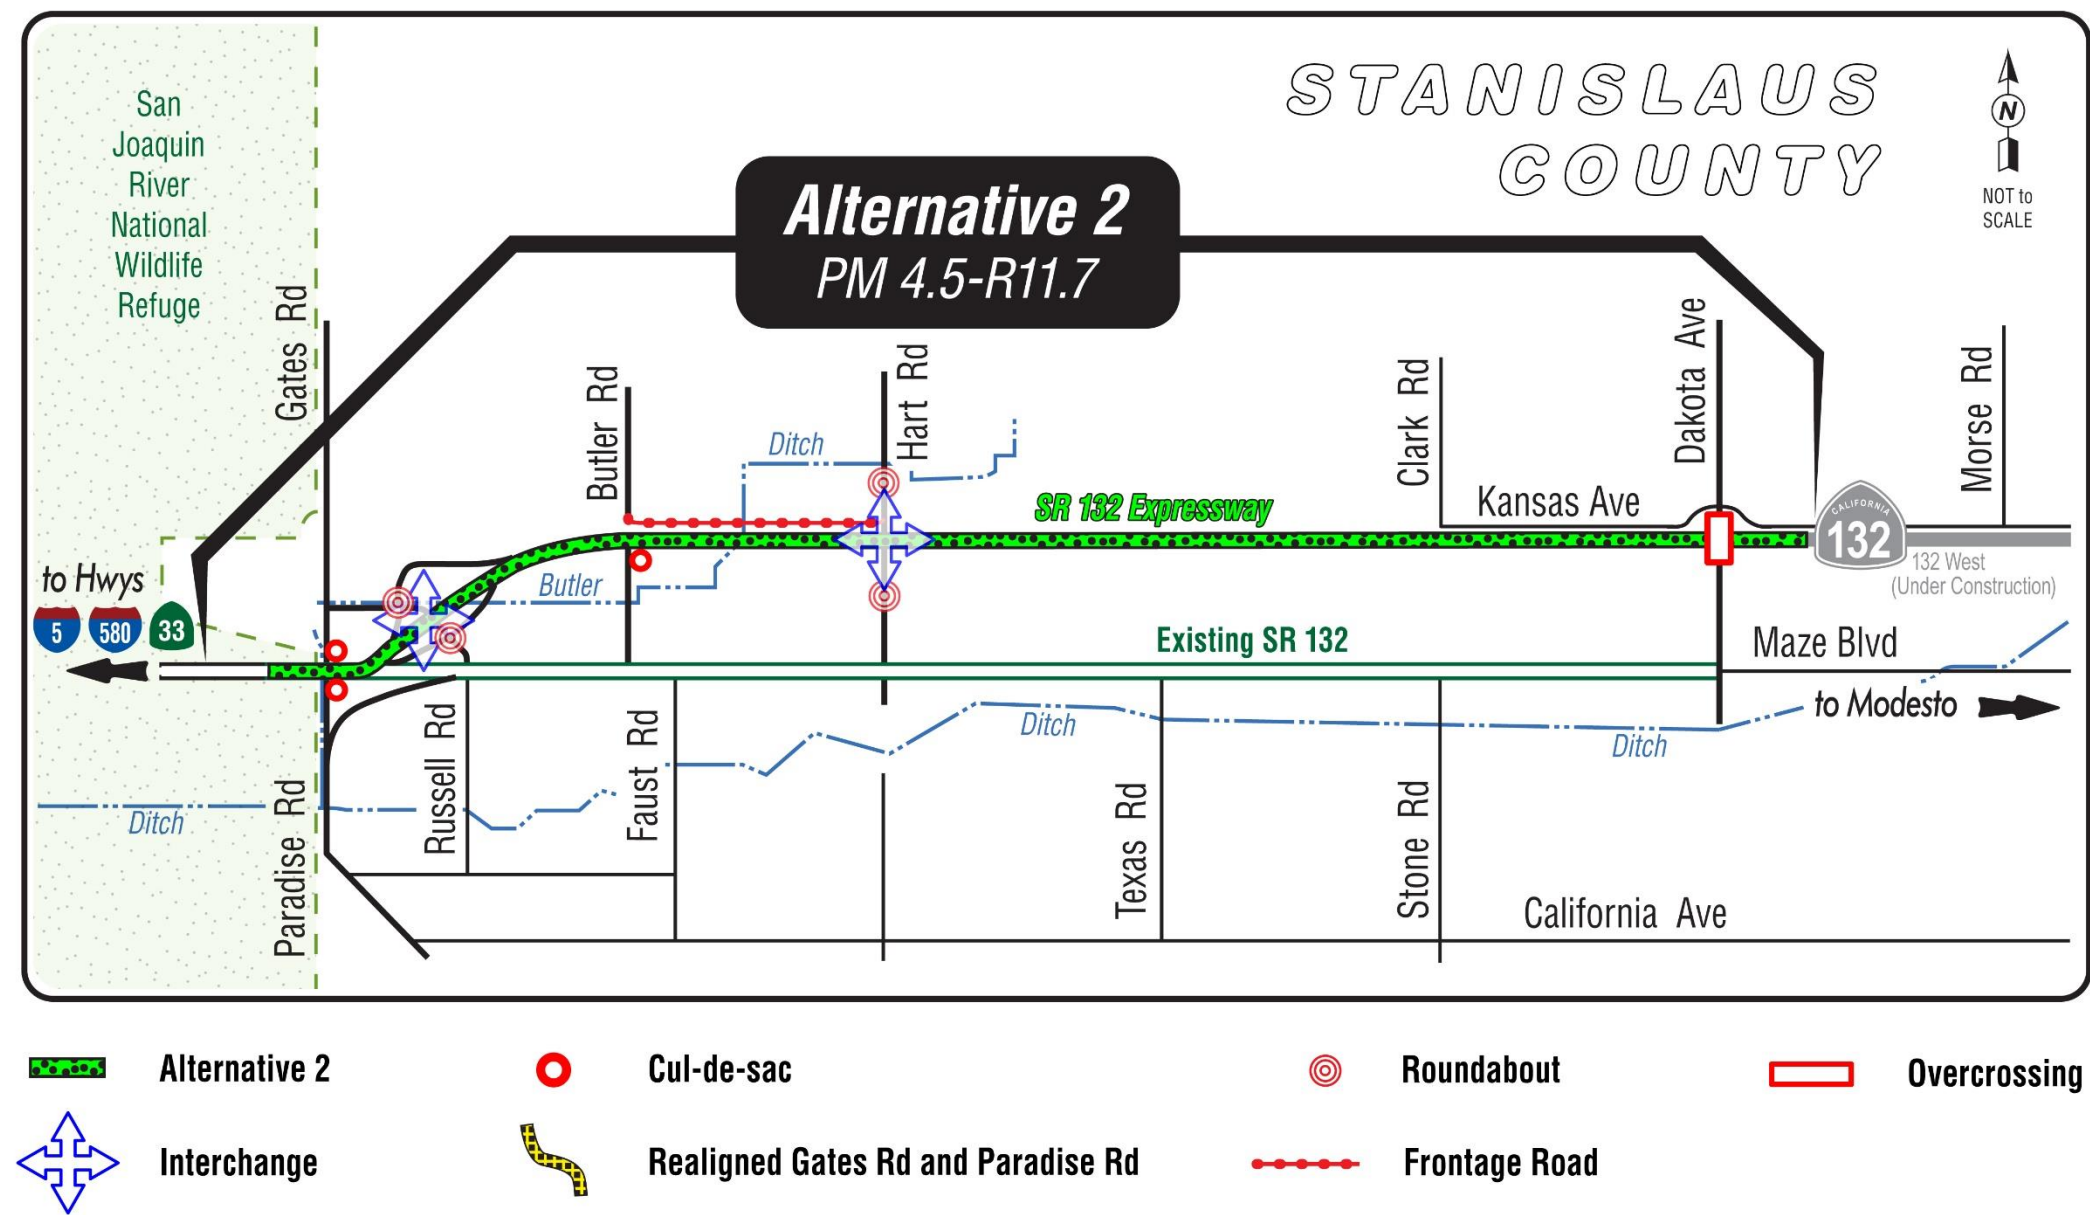 STANISLAUS
COUNTY
N
NOT to
SCALE
San
Joaquin
River
National
Wildlife
Refuge
Alternative 2
PM 4.5-R11.7
Gates Rd
Butler Rd
Hart Rd
Clark Rd
Dakota Ave
Morse Rd
Ditch
SR 132 Expressway
Kansas Ave
CALIFORNIA
132
132 West
(Under Construction)
to Hwys
5
580
33
Butler
Existing SR 132
Maze Blvd
to Modesto
Ditch
Ditch
Ditch
Paradise Rd
Russell Rd
Faust Rd
Texas Rd
Stone Rd
California Ave
Alternative 2
Cul-de-sac
Roundabout
Overcrossing
Interchange
Realigned Gates Rd and Paradise Rd
Frontage Road